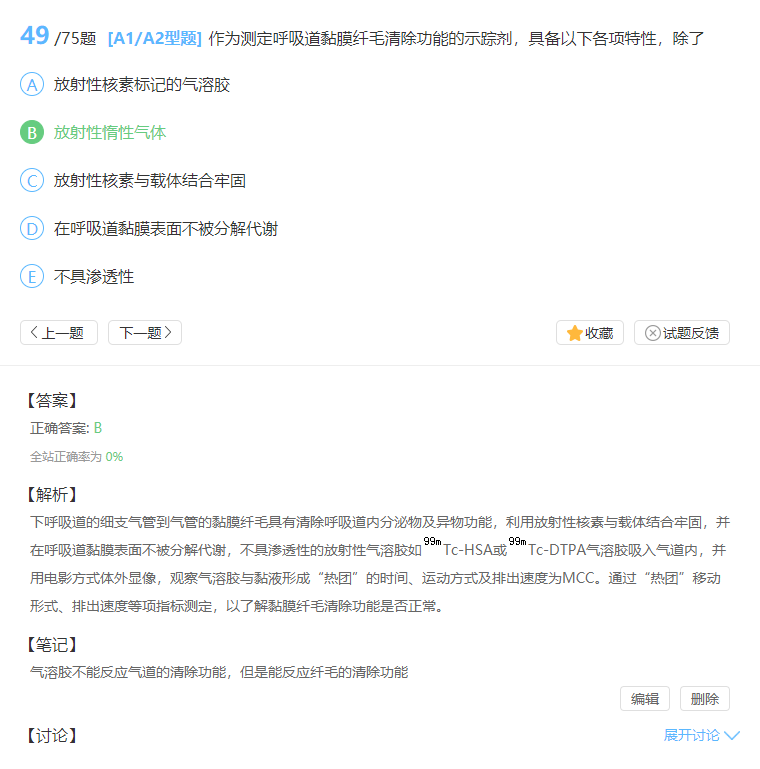 49 /75题 [A1/A2型题] 作为测定呼吸道黏膜纤毛清除功能的示踪剂，具备以下各项特性，除了
A 放射性核素标记的气溶胶
B 放射性惰性气体
C 放射性核素与载体结合牢固
D 在呼吸道黏膜表面不被分解代谢
E 不具渗透性
上一题 下一题 收藏 试题反馈
【答案】
正确答案: B
全站正确率为 0%
【解析】
下呼吸道的细支气管到气管的黏膜纤毛具有清除呼吸道内分泌物及异物功能，利用放射性核素与载体结合牢固，并
在呼吸道黏膜表面不被分解代谢，不具渗透性的放射性气溶胶如99mTc-HSA或99mTc-DTPA气溶胶吸入气道内，并
用电影方式体外显像，观察气溶胶与黏液形成“热团”的时间、运动方式及排出速度为MCC。通过“热团”移动
形式、排出速度等项指标测定，以了解黏膜纤毛清除功能是否正常。
【笔记】
气溶胶不能反应气道的清除功能，但是能反应纤毛的清除功能
编辑 删除
【讨论】 展开讨论